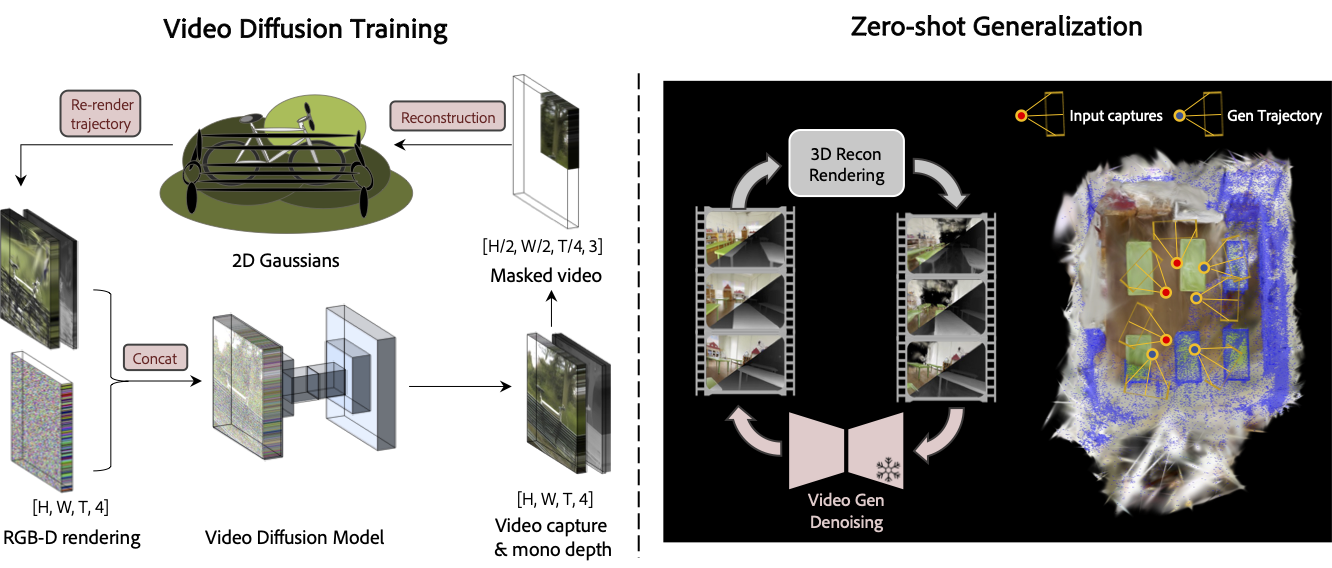 Video Diffusion Training
Re-render
trajectory
Reconstruction
2D Gaussians
[H/2, W/2, T/4, 3]
Masked video
Concat
[H, W, T, 4]
RGB-D rendering
Video Diffusion Model
[H, W, T, 4]
Video capture
& mono depth
Zero-shot Generalization
Input captures
Gen Trajectory
3D Recon
Rendering
Video Gen
Denoising